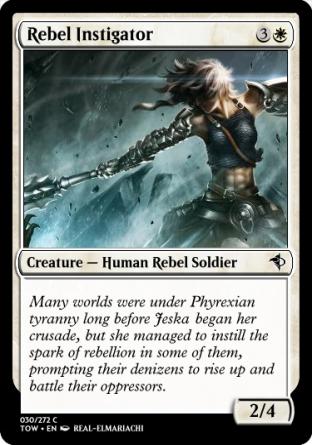 Rebel Instigator 3
Creature — Human Rebel Soldier
Many worlds were under Phyrexian
tyranny long before Jeska began her
crusade, but she managed to instill the
spark of rebellion in some of them,
prompting their denizens to rise up and
battle their oppressors.
2/4
030/272 C
TOW • EN REAL-ELMARIACHI